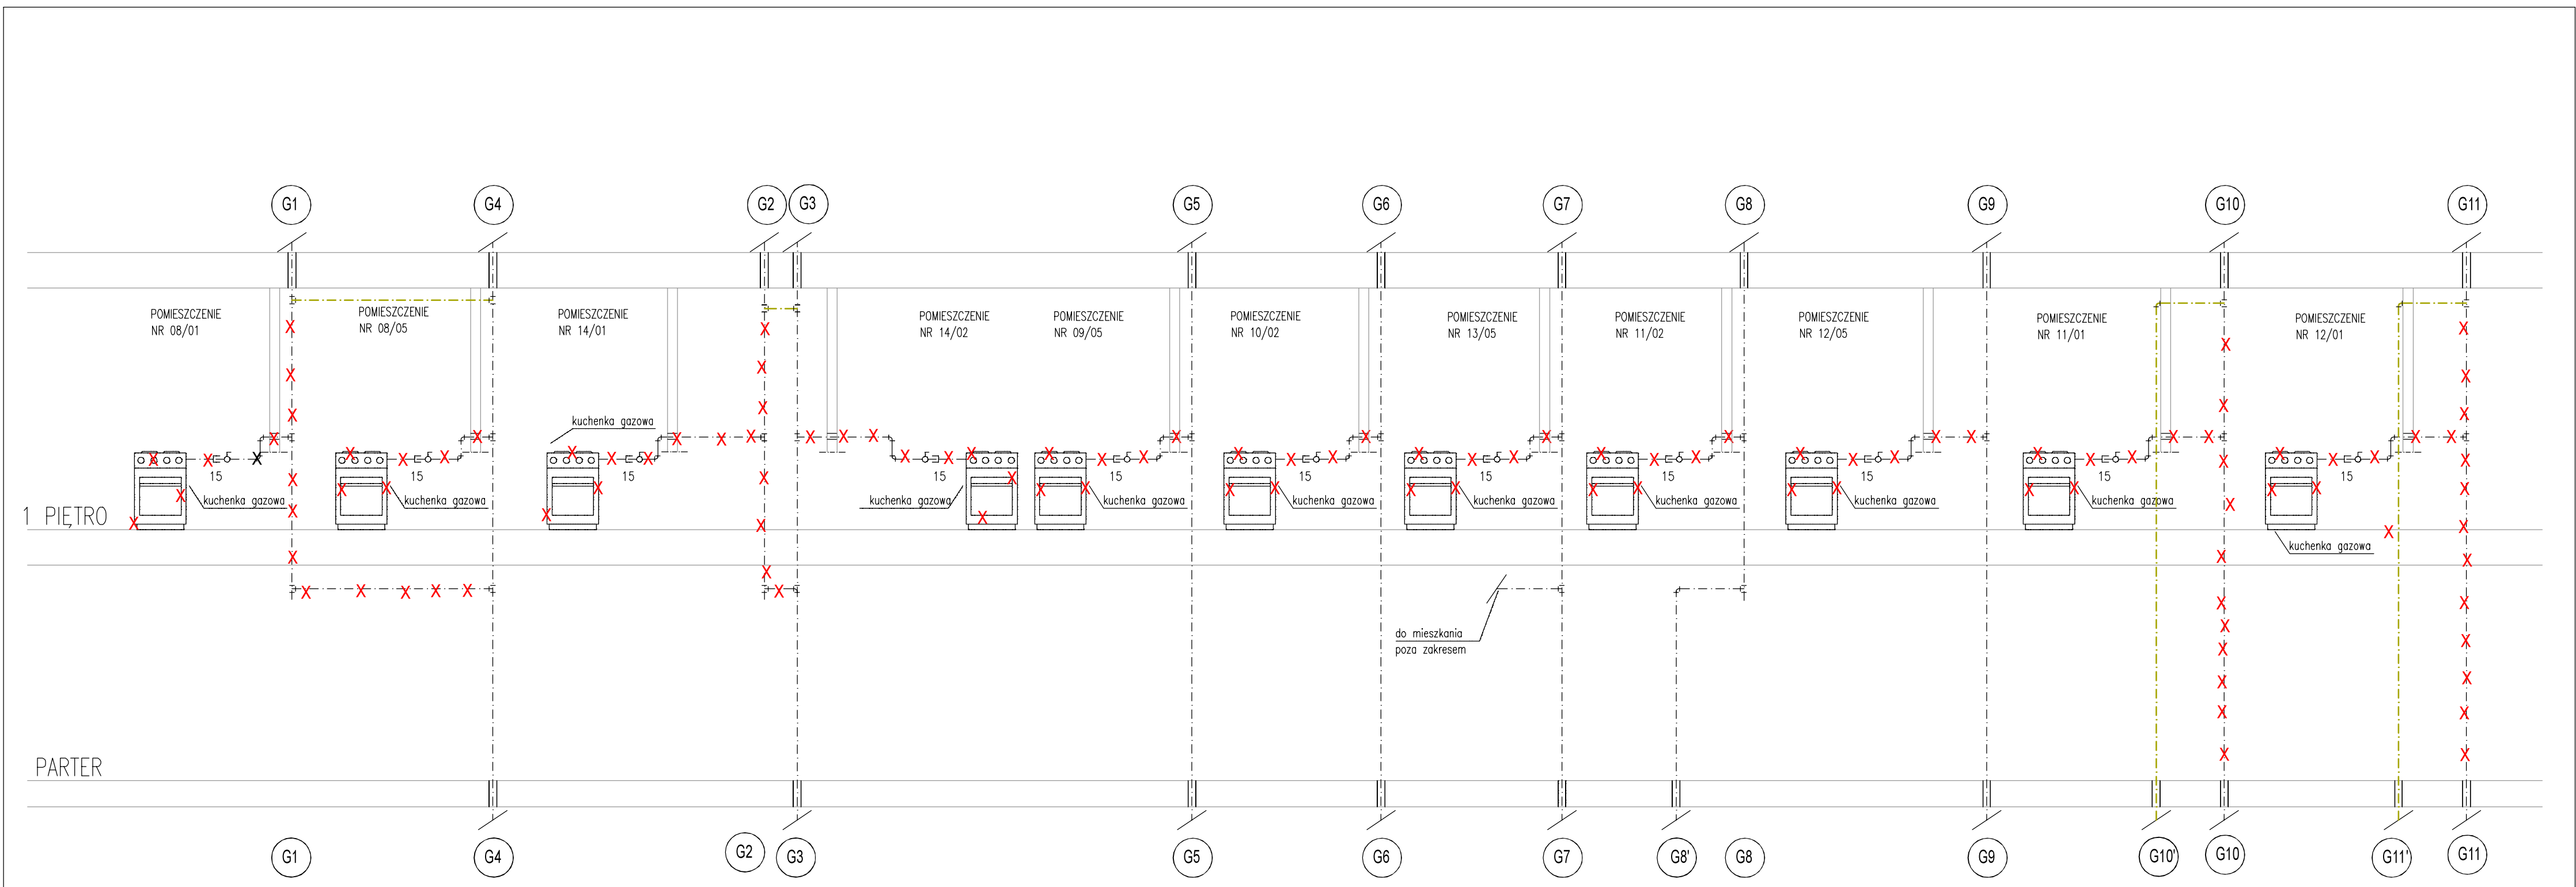 G1
G4
G2
G3
G5
G6
G7
G8
G9
G10
G11
POMIESZCZENIE
NR 08/01
POMIESZCZENIE
NR 08/05
POMIESZCZENIE
NR 14/01
POMIESZCZENIE
NR 14/02
POMIESZCZENIE
NR 09/05
POMIESZCZENIE
NR 10/02
POMIESZCZENIE
NR 13/05
POMIESZCZENIE
NR 11/02
POMIESZCZENIE
NR 12/05
POMIESZCZENIE
NR 11/01
POMIESZCZENIE
NR 12/01
15
kuchenka gazowa
15
kuchenka gazowa
kuchenka gazowa
15
15
kuchenka gazowa
15
kuchenka gazowa
15
kuchenka gazowa
15
kuchenka gazowa
15
kuchenka gazowa
15
kuchenka gazowa
15
kuchenka gazowa
15
kuchenka gazowa
1 PIĘTRO
do mieszkania
poza zakresem
PARTER
G1
G4
G2
G3
G5
G6
G7
G8'
G8
G9
G10'
G10
G11'
G11